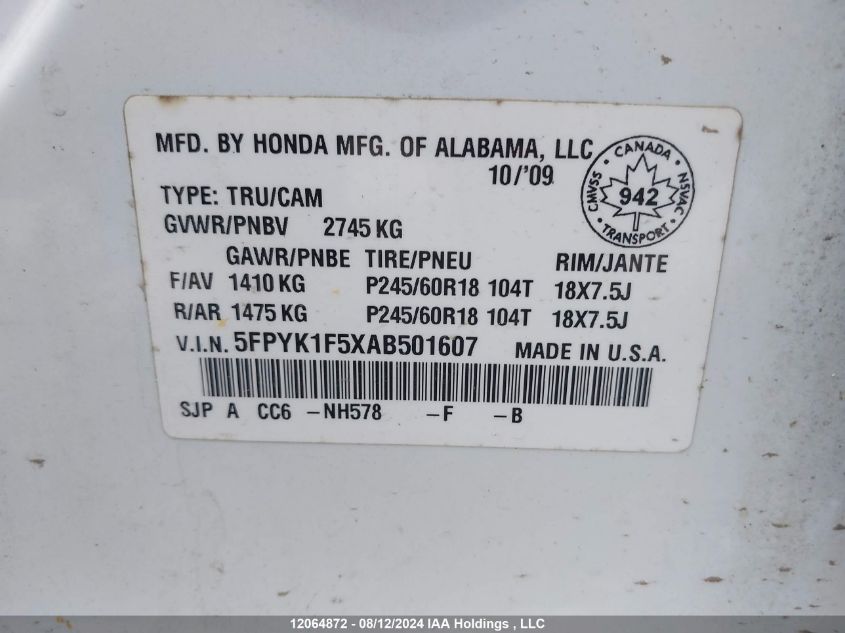 MFD. BY HONDA MFG. OF ALABAMA, LLC
10/'09
CANADA
CMVSS 942 NSVAC
TRANSPORT
TYPE: TRU/CAM
GVWR/PNBV 2745 KG
GAWR/PNBE TIRE/PNEU RIM/JANTE
F/AV 1410 KG P245/60R18 104T 18X7.5J
R/AR 1475 KG P245/60R18 104T 18X7.5J
V.I.N. 5FPYK1F5XAB501607 MADE IN U.S.A.
SJP A CC6 -NH578 -F -B
12064872 - 08/12/2024 IAA Holdings , LLC